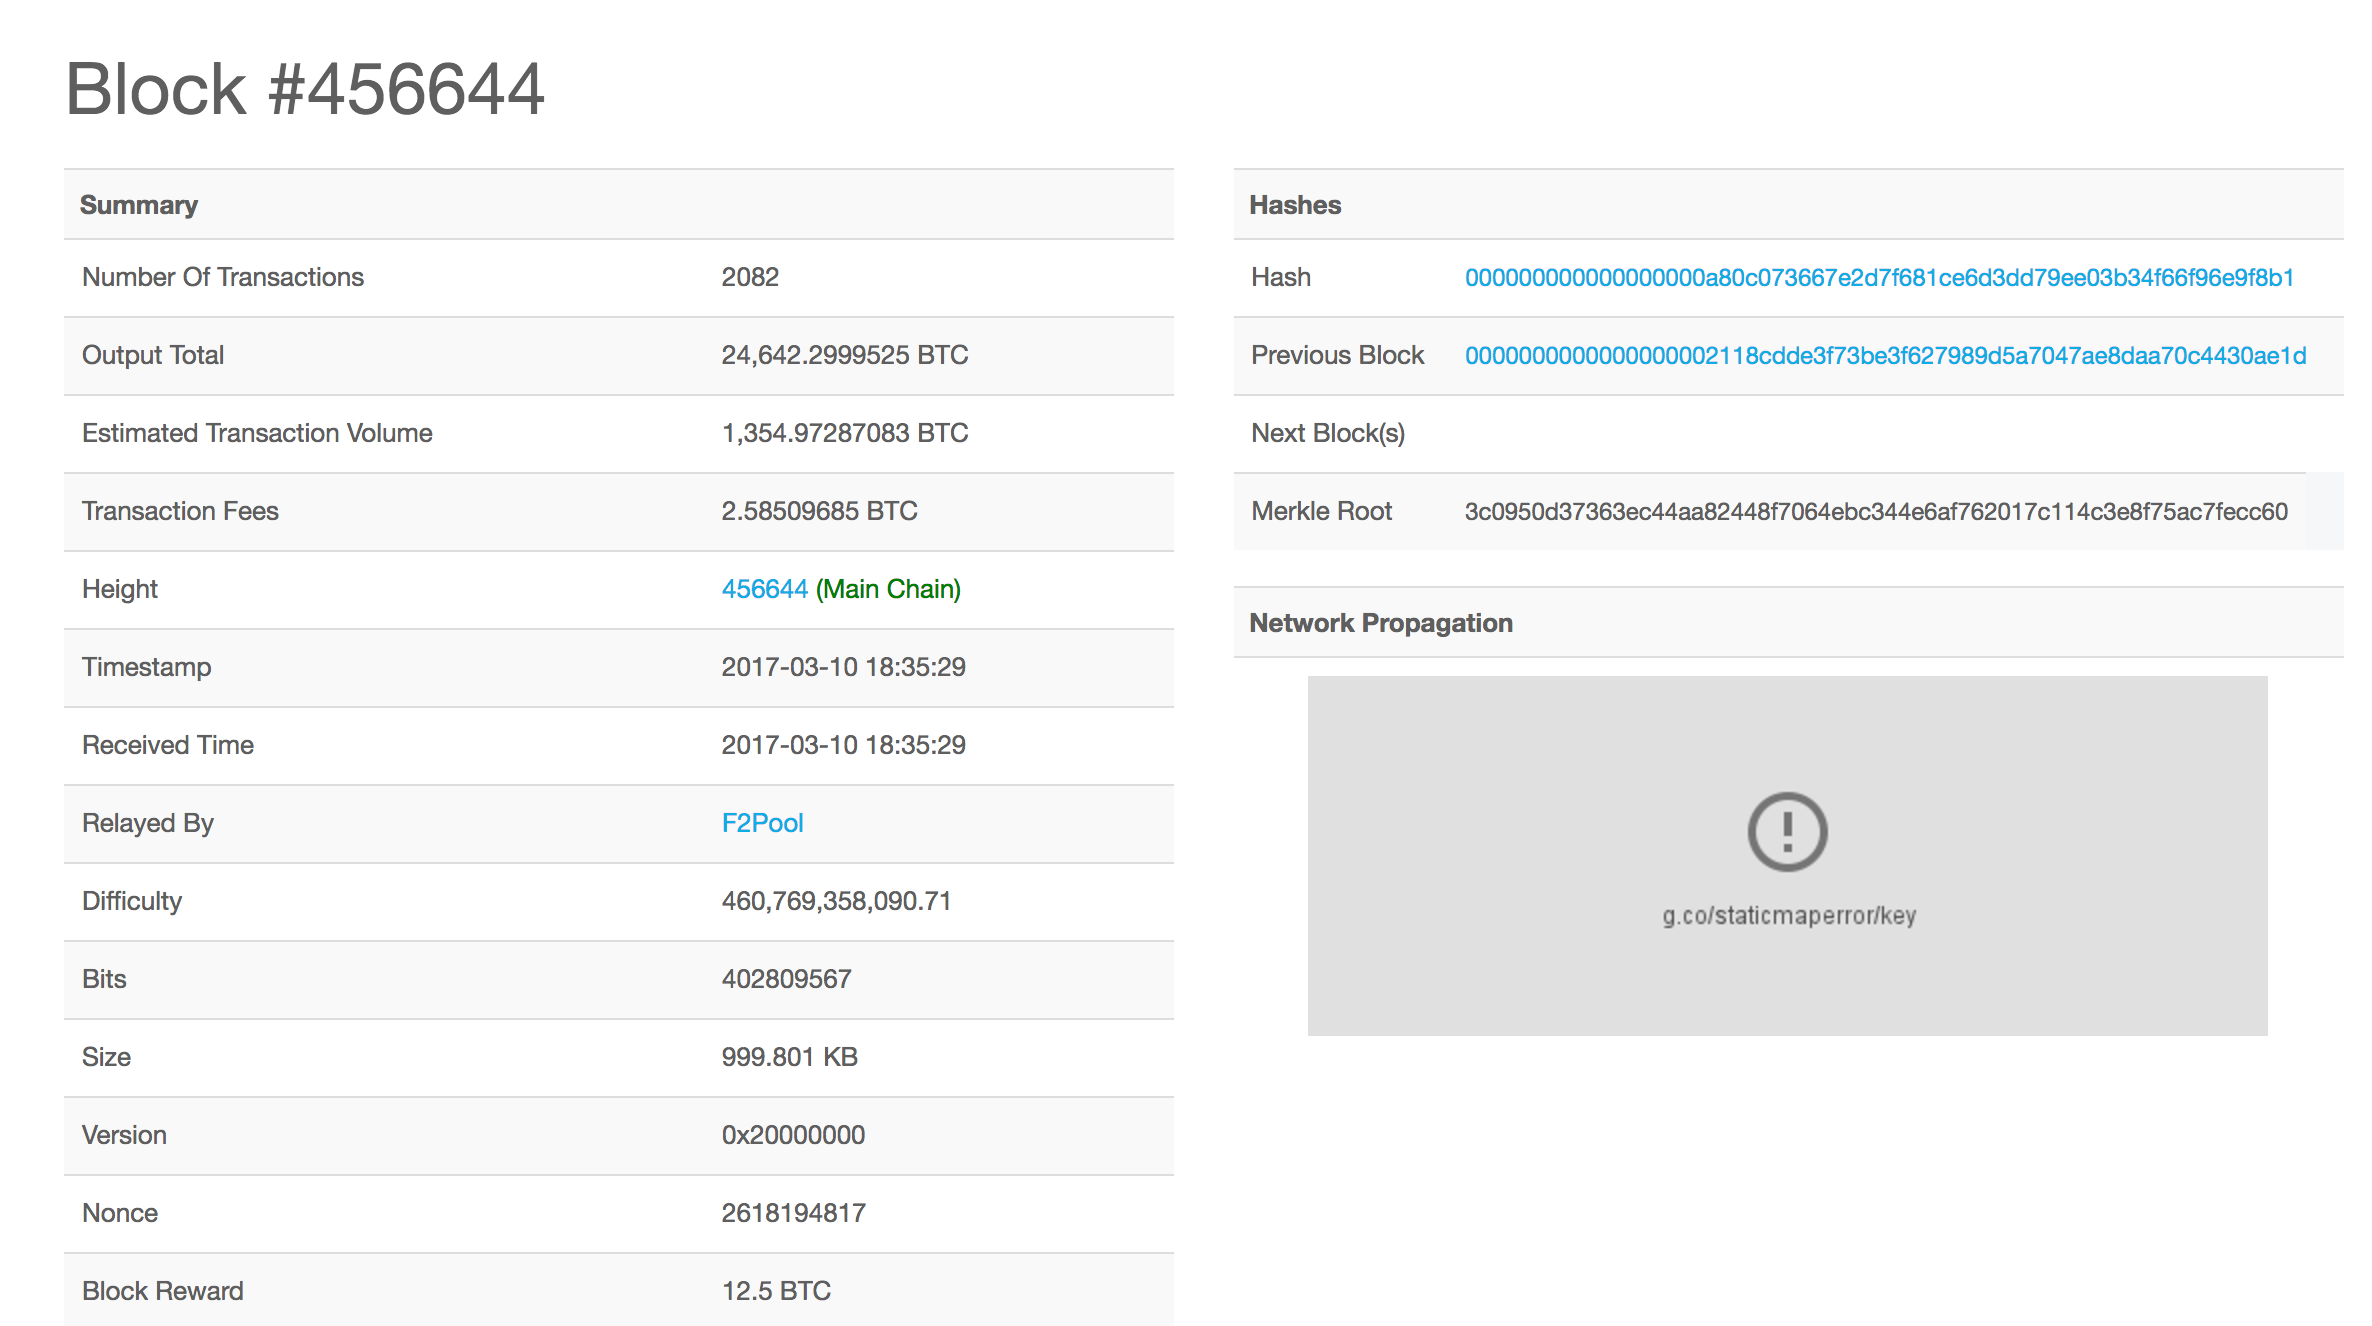 Block #456644
Summary
Number Of Transactions 2082
Output Total 24,642.2999525 BTC
Estimated Transaction Volume 1,354.97287083 BTC
Transaction Fees 2.58509685 BTC
Height 456644 (Main Chain)
Timestamp 2017-03-10 18:35:29
Received Time 2017-03-10 18:35:29
Relayed By F2Pool
Difficulty 460,769,358,090.71
Bits 402809567
Size 999.801 KB
Version 0x20000000
Nonce 2618194817
Block Reward 12.5 BTC
Hashes
Hash 000000000000000000a80c073667e2d7f681ce6d3dd79ee03b34f66f96e9f8b1
Previous Block 000000000000000002118cdde3f73be3f627989d5a7047ae8daa70c4430ae1d
Next Block(s)
Merkle Root 3c0950d37363ec44aa82448f7064ebc344e6af762017c114c3e8f75ac7fecc60
Network Propagation
g.co/staticmaperror/key